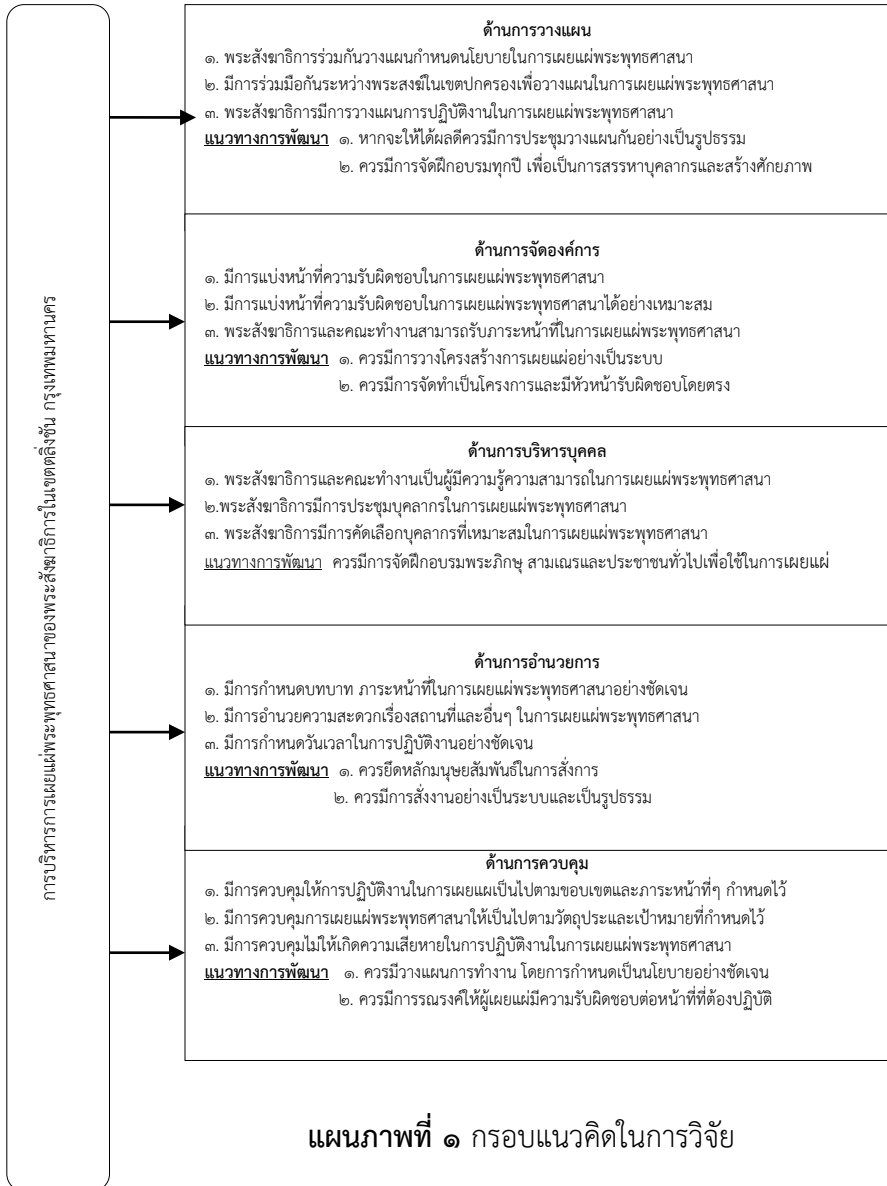 การบริหารการเผยแผ่พระพุทธศาสนาของพระสังฆาธิการในเขตตลิ่งชัน กรุงเทพมหานคร
ด้านการวางแผน
๑. พระสังฆาธิการร่วมกันวางแผนกำหนดนโยบายในการเผยแผ่พระพุทธศาสนา
๒. มีการร่วมมือกันระหว่างพระสงฆ์ในเขตปกครองเพื่อวางแผนในการเผยแผ่พระพุทธศาสนา
๓. พระสังฆาธิการมีการวางแผนการปฏิบัติงานในการเผยแผ่พระพุทธศาสนา
แนวทางการพัฒนา ๑. หากจะให้ได้ผลดีควรมีการประชุมวางแผนกันอย่างเป็นรูปธรรม
๒. ควรมีการจัดฝึกอบรมทุกปี เพื่อเป็นการสรรหาบุคลากรและสร้างศักยภาพ
ด้านการจัดองค์การ
๑. มีการแบ่งหน้าที่ความรับผิดชอบในการเผยแผ่พระพุทธศาสนา
๒. มีการแบ่งหน้าที่ความรับผิดชอบในการเผยแผ่พระพุทธศาสนาได้อย่างเหมาะสม
๓. พระสังฆาธิการและคณะทำงานสามารถรับภาระหน้าที่ในการเผยแผ่พระพุทธศาสนา
แนวทางการพัฒนา ๑. ควรมีการวางโครงสร้างการเผยแผ่อย่างเป็นระบบ
๒. ควรมีการจัดทำเป็นโครงการและมีหัวหน้ารับผิดชอบโดยตรง
ด้านการบริหารบุคคล
๑. พระสังฆาธิการและคณะทำงานเป็นผู้มีความรู้ความสามารถในการเผยแผ่พระพุทธศาสนา
๒.พระสังฆาธิการมีการประชุมบุคลากรในการเผยแผ่พระพุทธศาสนา
๓. พระสังฆาธิการมีการคัดเลือกบุคลากรที่เหมาะสมในการเผยแผ่พระพุทธศาสนา
แนวทางการพัฒนา ควรมีการจัดฝึกอบรมพระภิกษุ สามเณรและประชาชนทั่วไปเพื่อใช้ในการเผยแผ่
ด้านการอำนวยการ
๑. มีการกำหนดบทบาท ภาระหน้าที่ในการเผยแผ่พระพุทธศาสนาอย่างชัดเจน
๒. มีการอำนวยความสะดวกเรื่องสถานที่และอื่นๆ ในการเผยแผ่พระพุทธศาสนา
๓. มีการกำหนดวันเวลาในการปฏิบัติงานอย่างชัดเจน
แนวทางการพัฒนา ๑. ควรยึดหลักมนุษยสัมพันธ์ในการสั่งการ
๒. ควรมีการสั่งงานอย่างเป็นระบบและเป็นรูปธรรม
ด้านการควบคุม
๑. มีการควบคุมให้การปฏิบัติงานในการเผยแผเป็นไปตามขอบเขตและภาระหน้าที่ๆ กำหนดไว้
๒. มีการควบคุมการเผยแผ่พระพุทธศาสนาให้เป็นไปตามวัตถุประและเป้าหมายที่กำหนดไว้
๓. มีการควบคุมไม่ให้เกิดความเสียหายในการปฏิบัติงานในการเผยแผ่พระพุทธศาสนา
แนวทางการพัฒนา ๑. ควรมีวางแผนการทำงาน โดยการกำหนดเป็นนโยบายอย่างชัดเจน
๒. ควรมีการรณรงค์ให้ผู้เผยแผ่มีความรับผิดชอบต่อหน้าที่ที่ต้องปฏิบัติ
แผนภาพที่ ๑ กรอบแนวคิดในการวิจัย